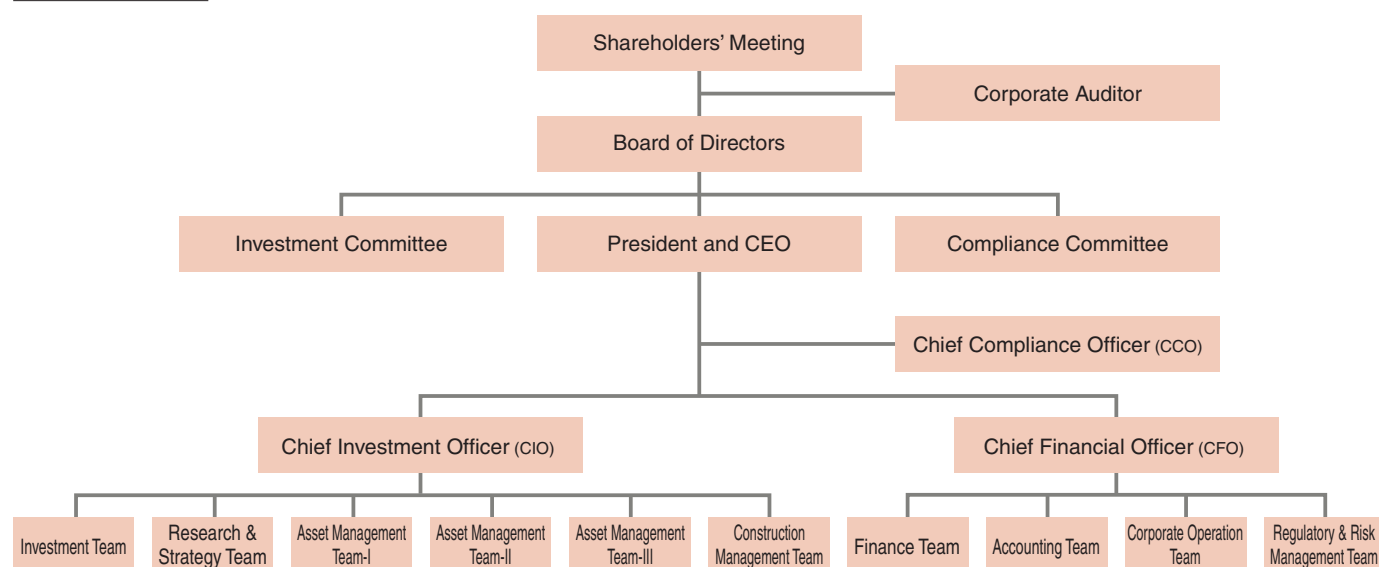 Shareholders' Meeting
Corporate Auditor
Board of Directors
Investment Committee
President and CEO
Compliance Committee
Chief Compliance Officer (CCO)
Chief Investment Officer (CIO)
Chief Financial Officer (CFO)
Investment Team
Research &
Strategy Team
Asset Management
Team-I
Asset Management
Team-II
Asset Management
Team-III
Construction
Management Team
Finance Team
Accounting Team
Corporate Operation
Team
Regulatory & Risk
Management Team